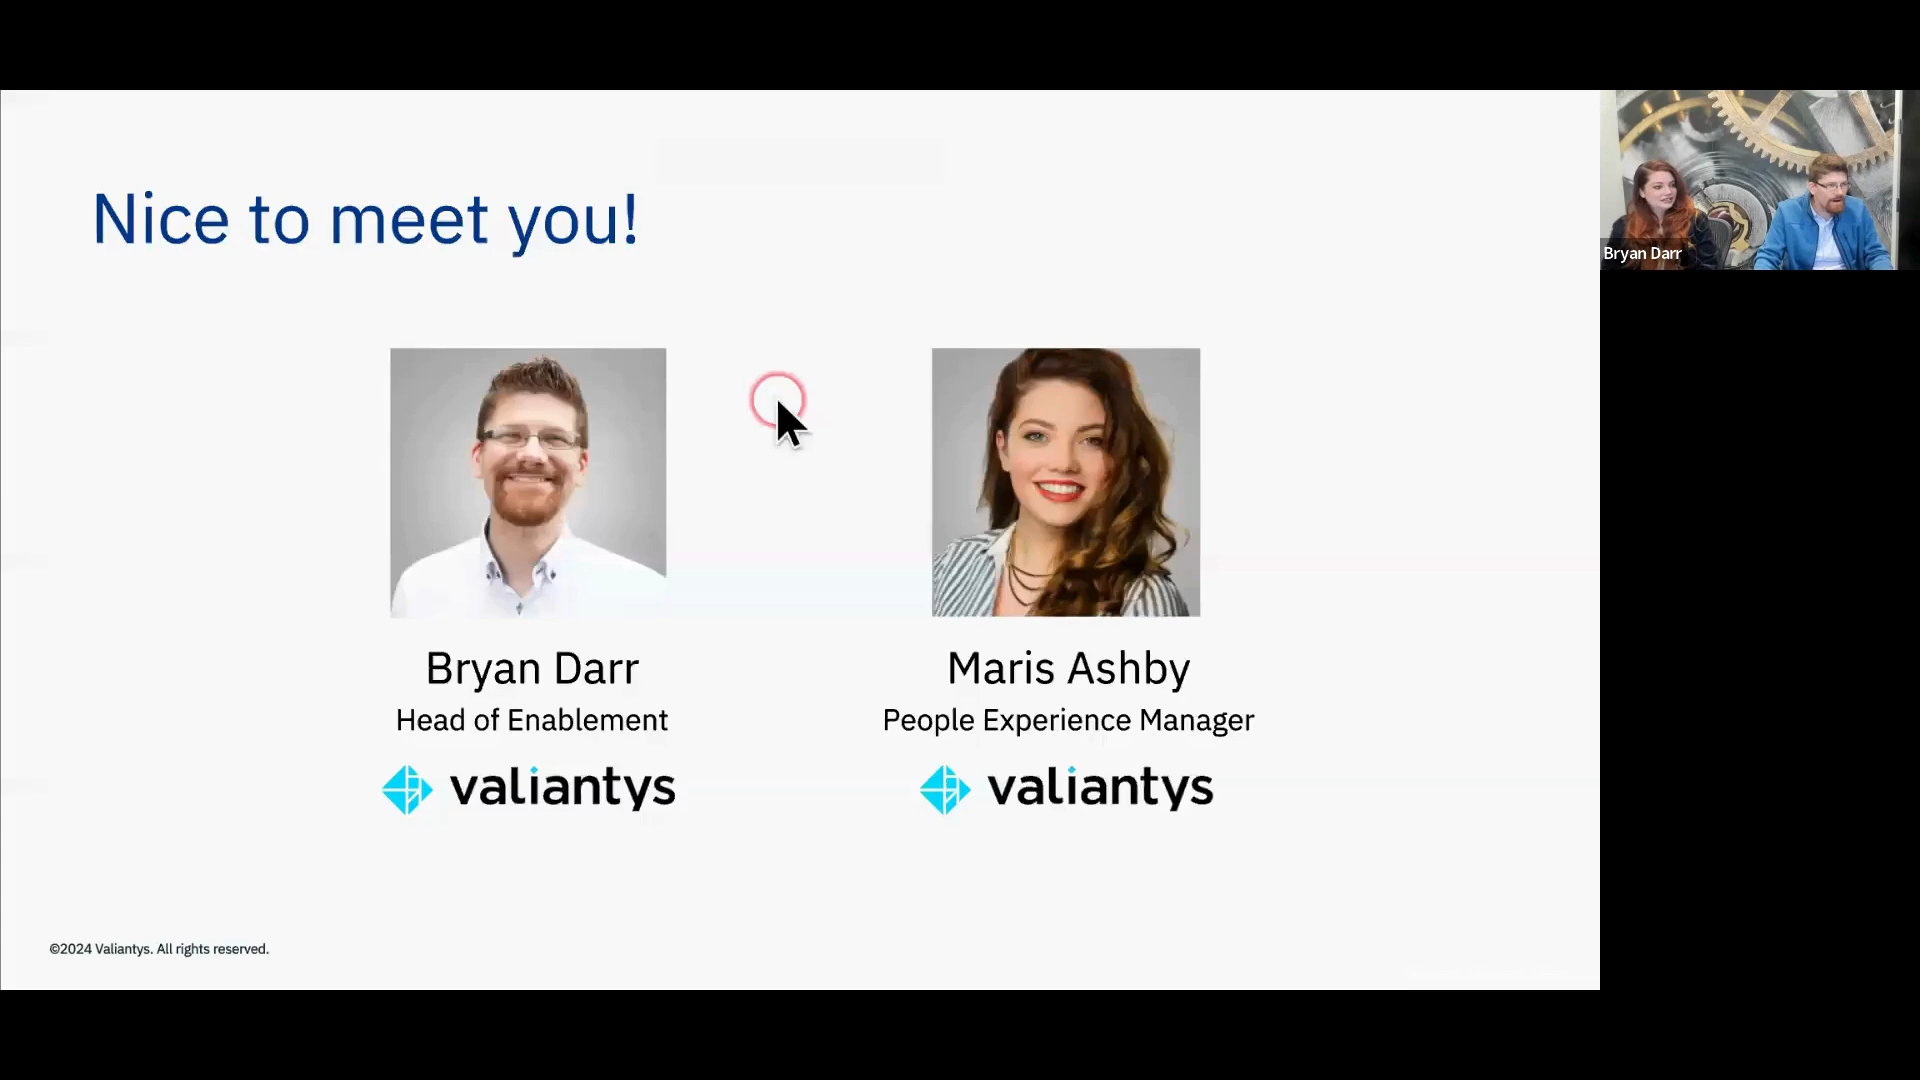 Nice to meet you!
Bryan Darr
Bryan Darr
Head of Enablement
valiantys
Maris Ashby
People Experience Manager
valiantys
©2024 Valiantys. All rights reserved.